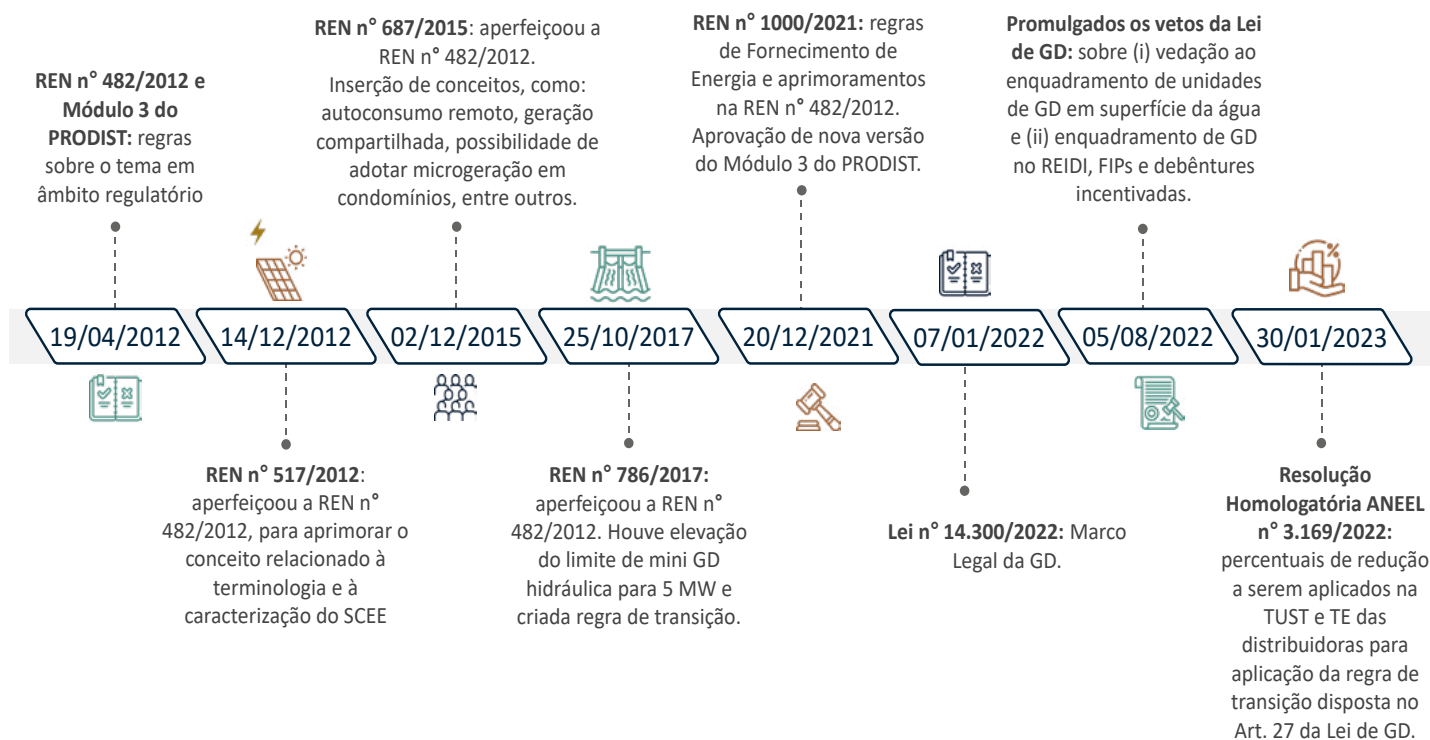 REN n° 482/2012 e
Módulo 3 do
PRODIST: regras
sobre o tema em
âmbito regulatório
REN n° 687/2015: aperfeiçoou a
REN n° 482/2012.
Inserção de conceitos, como:
autoconsumo remoto, geração
compartilhada, possibilidade de
adotar microgeração em
condomínios, entre outros.
REN n° 1000/2021: regras
de Fornecimento de
Energia e aprimoramentos
na REN n° 482/2012.
Aprovação de nova versão
do Módulo 3 do PRODIST.
Promulgados os vetos da Lei
de GD: sobre (i) vedação ao
enquadramento de unidades
de GD em superfície da água
e (ii) enquadramento de GD
no REIDI, FIPs e debêntures
incentivadas.
19/04/2012
14/12/2012
02/12/2015
25/10/2017
20/12/2021
07/01/2022
05/08/2022
30/01/2023
REN n° 517/2012:
aperfeiçoou a REN n°
482/2012, para aprimorar o
conceito relacionado à
terminologia e à
caracterização do SCEE
REN n° 786/2017:
aperfeiçoou a REN n°
482/2012. Houve elevação
do limite de mini GD
hidráulica para 5 MW e
criada regra de transição.
Lei n° 14.300/2022: Marco
Legal da GD.
Resolução
Homologatória ANEEL
n° 3.169/2022:
percentuais de redução
a serem aplicados na
TUST e TE das
distribuidoras para
aplicação da regra de
transição disposta no
Art. 27 da Lei de GD.